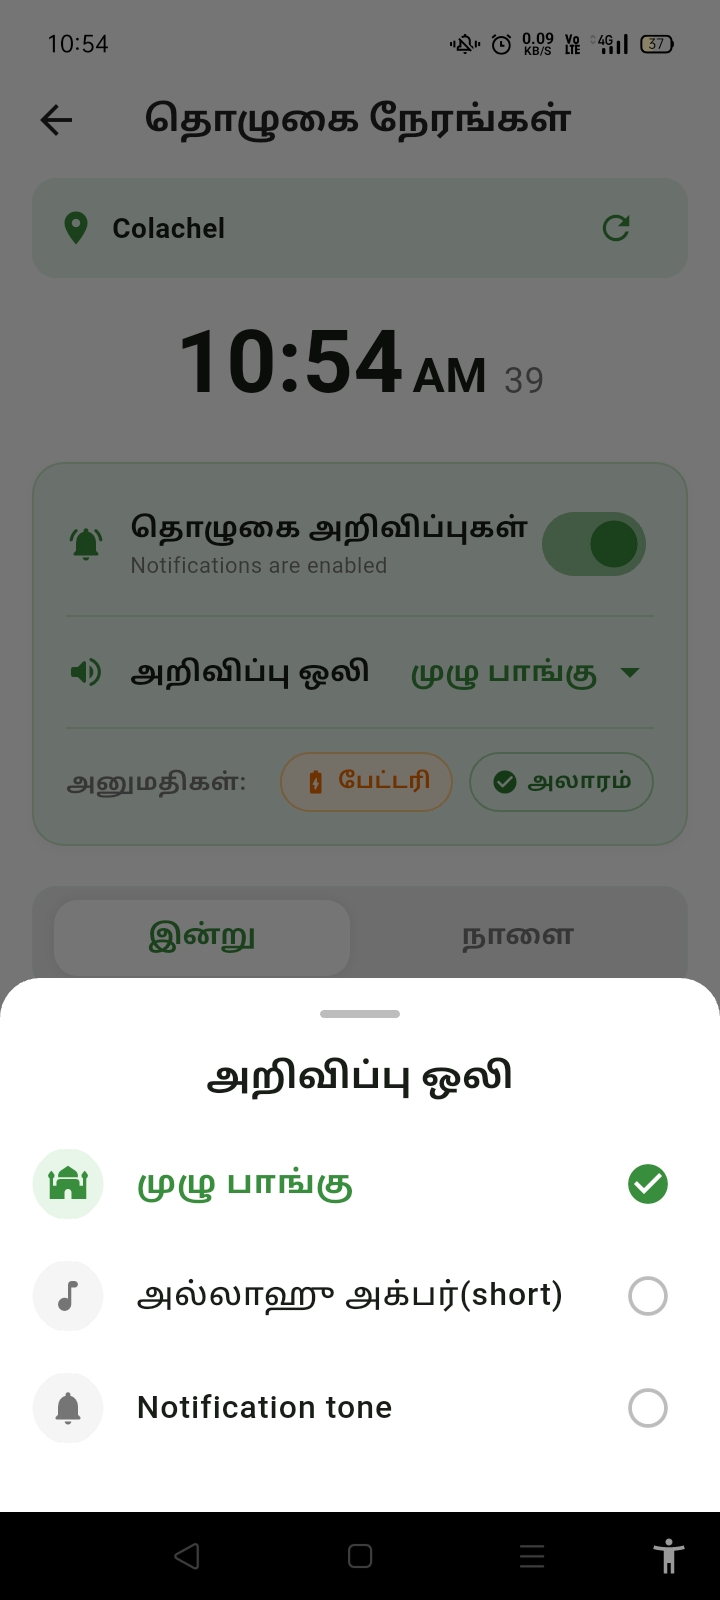 10:54
0.09
KB/S
Vo
LTE
4G
37
தொழுகை நேரங்கள்
Colachel
10:54 AM 39
தொழுகை அறிவிப்புகள்
Notifications are enabled
அறிவிப்பு ஒலி முழு பாங்கு
அனுமதிகள்: பேட்டரி அலாரம்
இன்று நாளை
அறிவிப்பு ஒலி
முழு பாங்கு
அல்லாஹு அக்பர்(short)
Notification tone